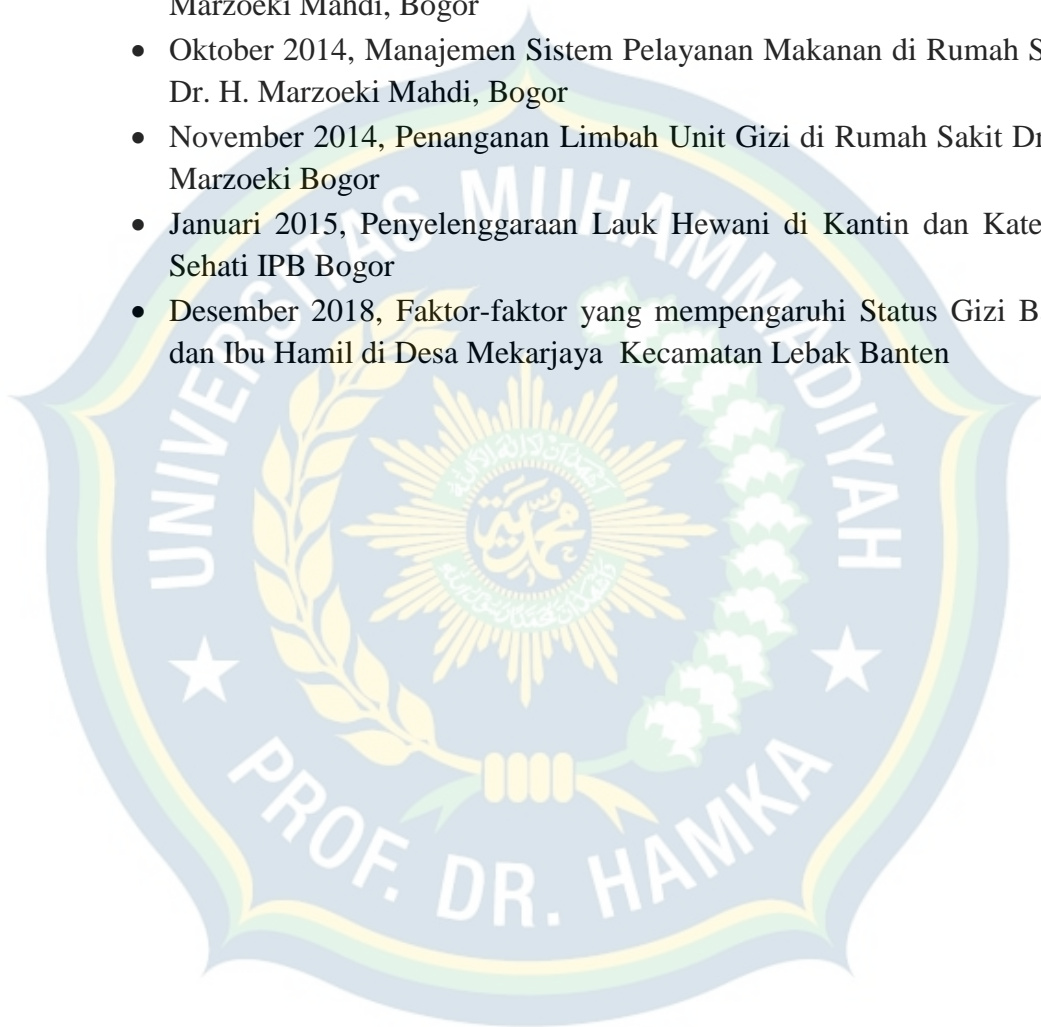 Marzoeki Mahdi, Bogor
• Oktober 2014, Manajemen Sistem Pelayanan Makanan di Rumah S
Dr. H. Marzoeki Mahdi, Bogor
• November 2014, Penanganan Limbah Unit Gizi di Rumah Sakit Dr
Marzoeki Bogor
• Januari 2015, Penyelenggaraan Lauk Hewani di Kantin dan Kate
Sehati IPB Bogor
• Desember 2018, Faktor-faktor yang mempengaruhi Status Gizi B
dan Ibu Hamil di Desa Mekarjaya Kecamatan Lebak Banten
UNIVERSITAS MUHAMMADIYAH
PROF. DR. HAMKA